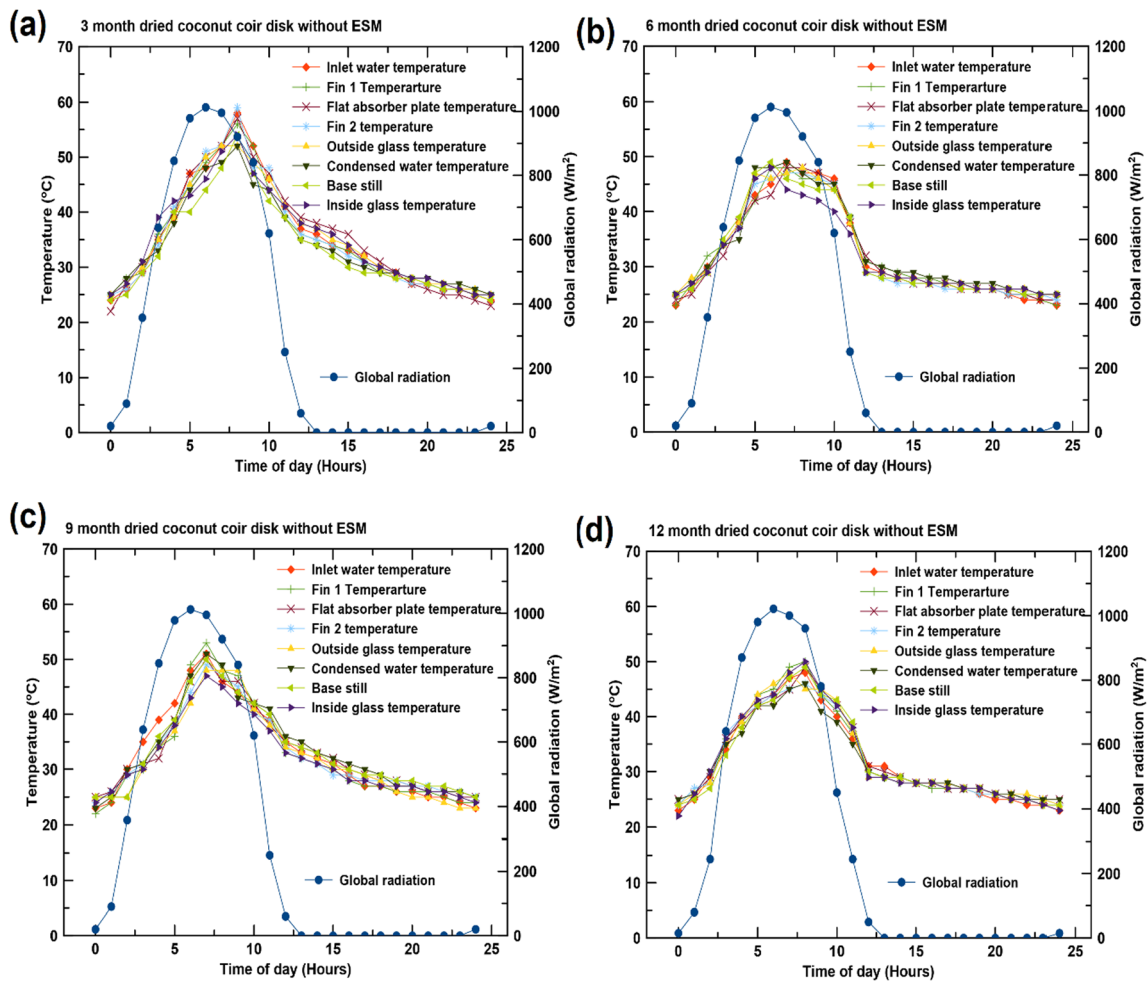 (a)
3 month dried coconut coir disk without ESM
70
60
50
40
30
20
10
0
Temperature (°C)
1200
1000
800
600
400
200
0
Global radiation (W/m²)
Inlet water temperature
Fin 1 Temperarture
Flat absorber plate temperature
Fin 2 temperature
Outside glass temperature
Condensed water temperature
Base still
Inside glass temperature
Global radiation
0 5 10 15 20 25
Time of day (Hours)
(b)
6 month dried coconut coir disk without ESM
70
60
50
40
30
20
10
0
Temperature (°C)
1200
1000
800
600
400
200
0
Global radiation (W/m²)
Inlet water temperature
Fin 1 Temperarture
Flat absorber plate temperature
Fin 2 temperature
Outside glass temperature
Condensed water temperature
Base still
Inside glass temperature
Global radiation
0 5 10 15 20 25
Time of day (Hours)
(c)
9 month dried coconut coir disk without ESM
70
60
50
40
30
20
10
0
Temperature (°C)
1200
1000
800
600
400
200
0
Global radiation (W/m²)
Inlet water temperature
Fin 1 Temperarture
Flat absorber plate temperature
Fin 2 temperature
Outside glass temperature
Condensed water temperature
Base still
Inside glass temperature
Global radiation
0 5 10 15 20 25
Time of day (Hours)
(d)
12 month dried coconut coir disk without ESM
70
60
50
40
30
20
10
0
Temperature (°C)
1200
1000
800
600
400
200
0
Global radiation (W/m²)
Inlet water temperature
Fin 1 Temperarture
Flat absorber plate temperature
Fin 2 temperature
Outside glass temperature
Condensed water temperature
Base still
Inside glass temperature
Global radiation
0 5 10 15 20 25
Time of day (Hours)